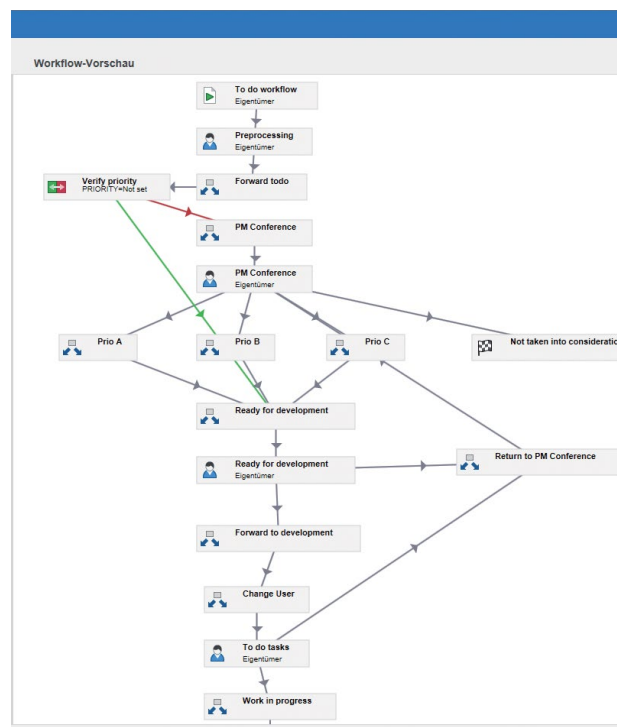 Workflow-Vorschau
To do workflow
Eigentümer
Preprocessing
Eigentümer
Verify priority
PRIORITY=Not set
Forward todo
PM Conference
PM Conference
Eigentümer
Prio A
Prio B
Prio C
Not taken into consideratio
Ready for development
Ready for development
Eigentümer
Return to PM Conference
Forward to development
Change User
To do tasks
Eigentümer
Work in progress